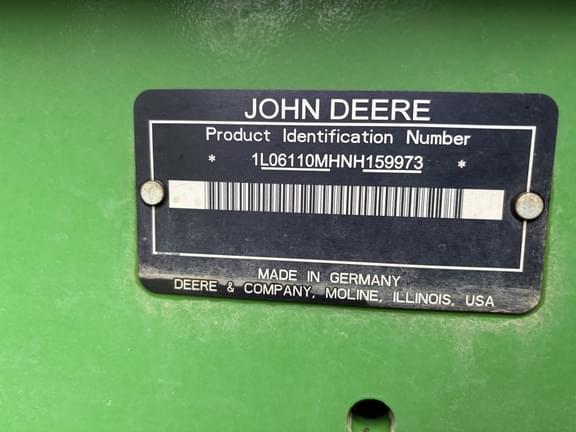 JOHN DEERE
Product Identification Number
* 1L06110MHNH159973 *
MADE IN GERMANY
DEERE & COMPANY, MOLINE, ILLINOIS, USA